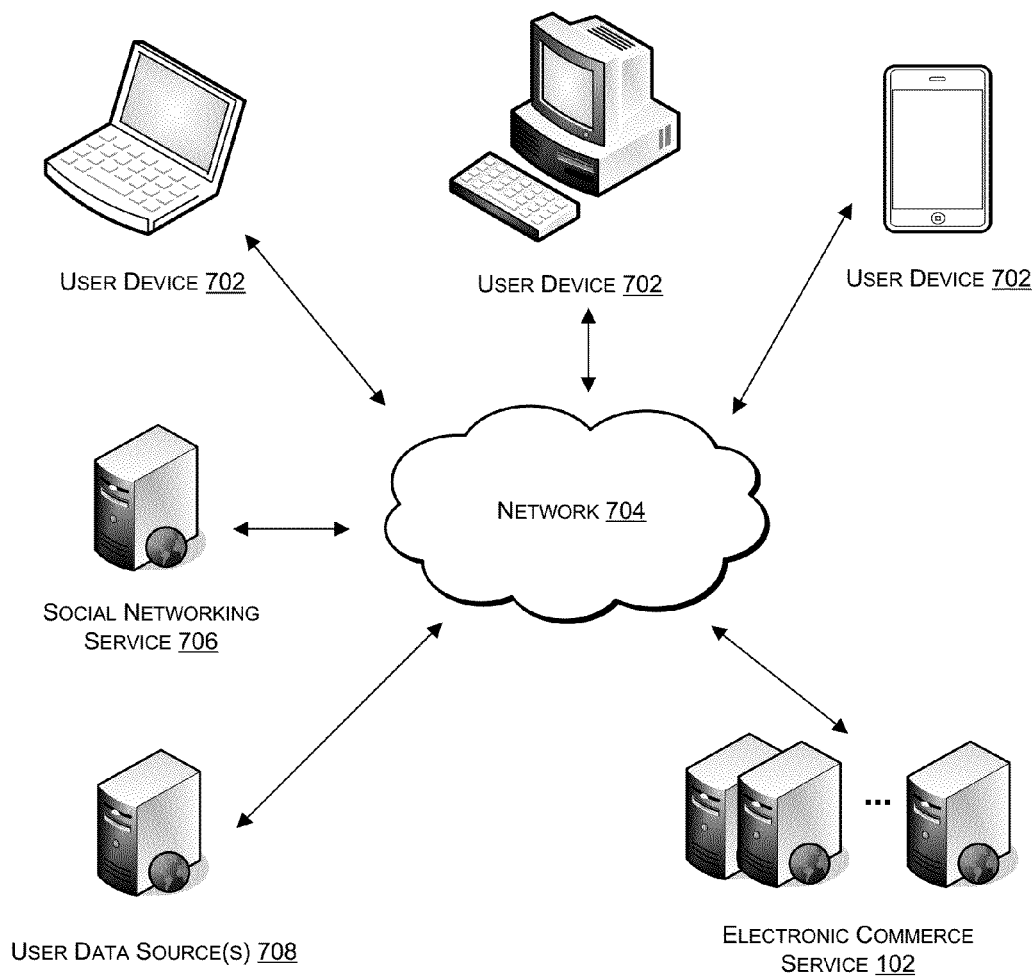 USER DEVICE 702
USER DEVICE 702
USER DEVICE 702
NETWORK 704
SOCIAL NETWORKING
SERVICE 706
...
USER DATA SOURCE(S) 708
ELECTRONIC COMMERCE
SERVICE 102